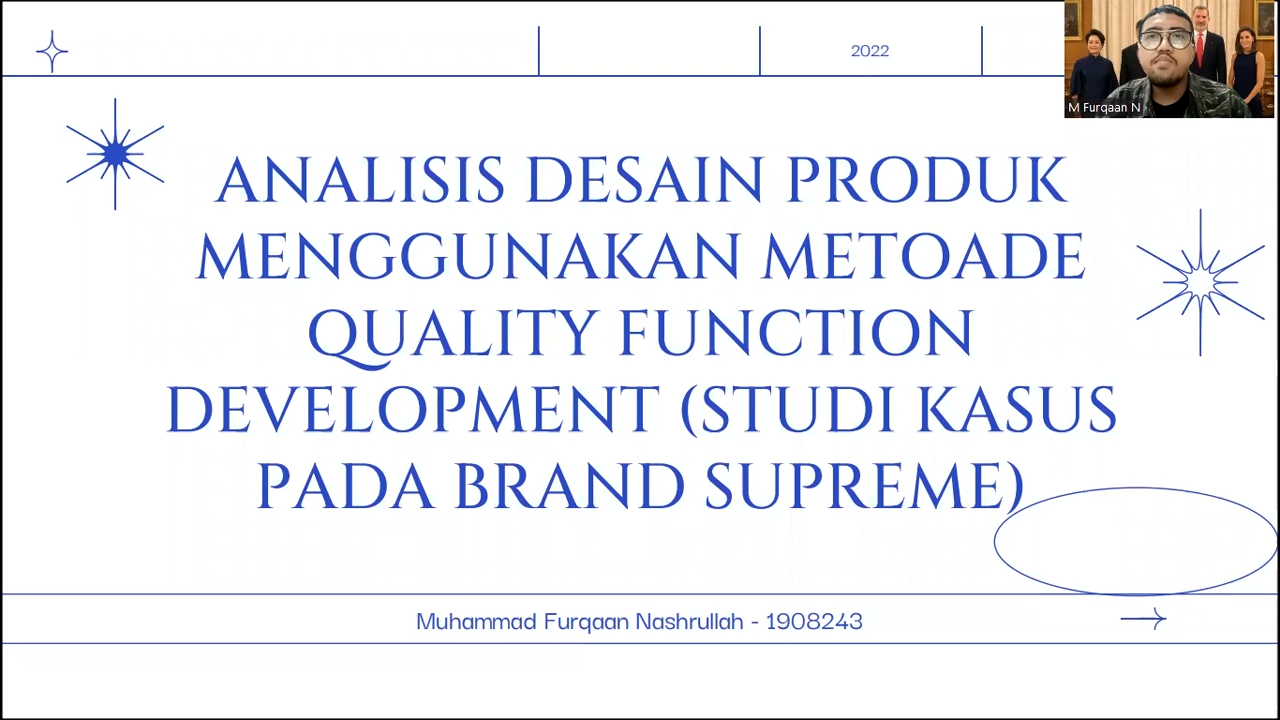 2022
M Furqaan N
ANALISIS DESAIN PRODUK
MENGGUNAKAN METOADE
QUALITY FUNCTION
DEVELOPMENT (STUDI KASUS
PADA BRAND SUPREME)
Muhammad Furqaan Nashrullah - 1908243